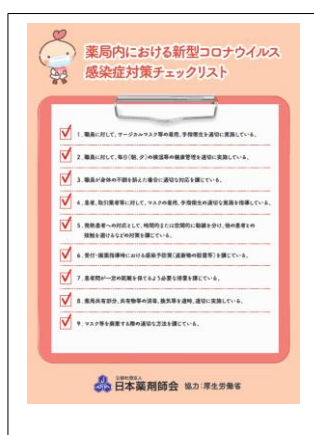 薬局内における新型コロナウイルス
感染症対策チェックリスト
1. 職員に対して、サージカルマスク等の着用、手指衛生を適切に実施している。
2. 職員に対して、毎日(朝、夕)の検温等の健康管理を適切に実施している。
3. 職員が身体の不調を訴えた場合に適切な対応を講じている。
4. 患者、取引業者等に対して、マスクの着用、手指衛生の適切な実施を指導している。
5. 発熱患者への対応として、時間的または空間的に動線を分け、他の患者との
接触を避けるなどの対策を講じている。
6. 受付・服薬指導時における感染予防策(遮蔽物の設置等)を講じている。
7. 患者間が一定の距離を保てるよう必要な措置を講じている。
8. 薬局共有部分、共有物等の消毒、換気等を適時、適切に実施している。
9. マスク等を廃棄する際の適切な方法を講じている。
公益社団法人
日本薬剤師会 協力:厚生労働省